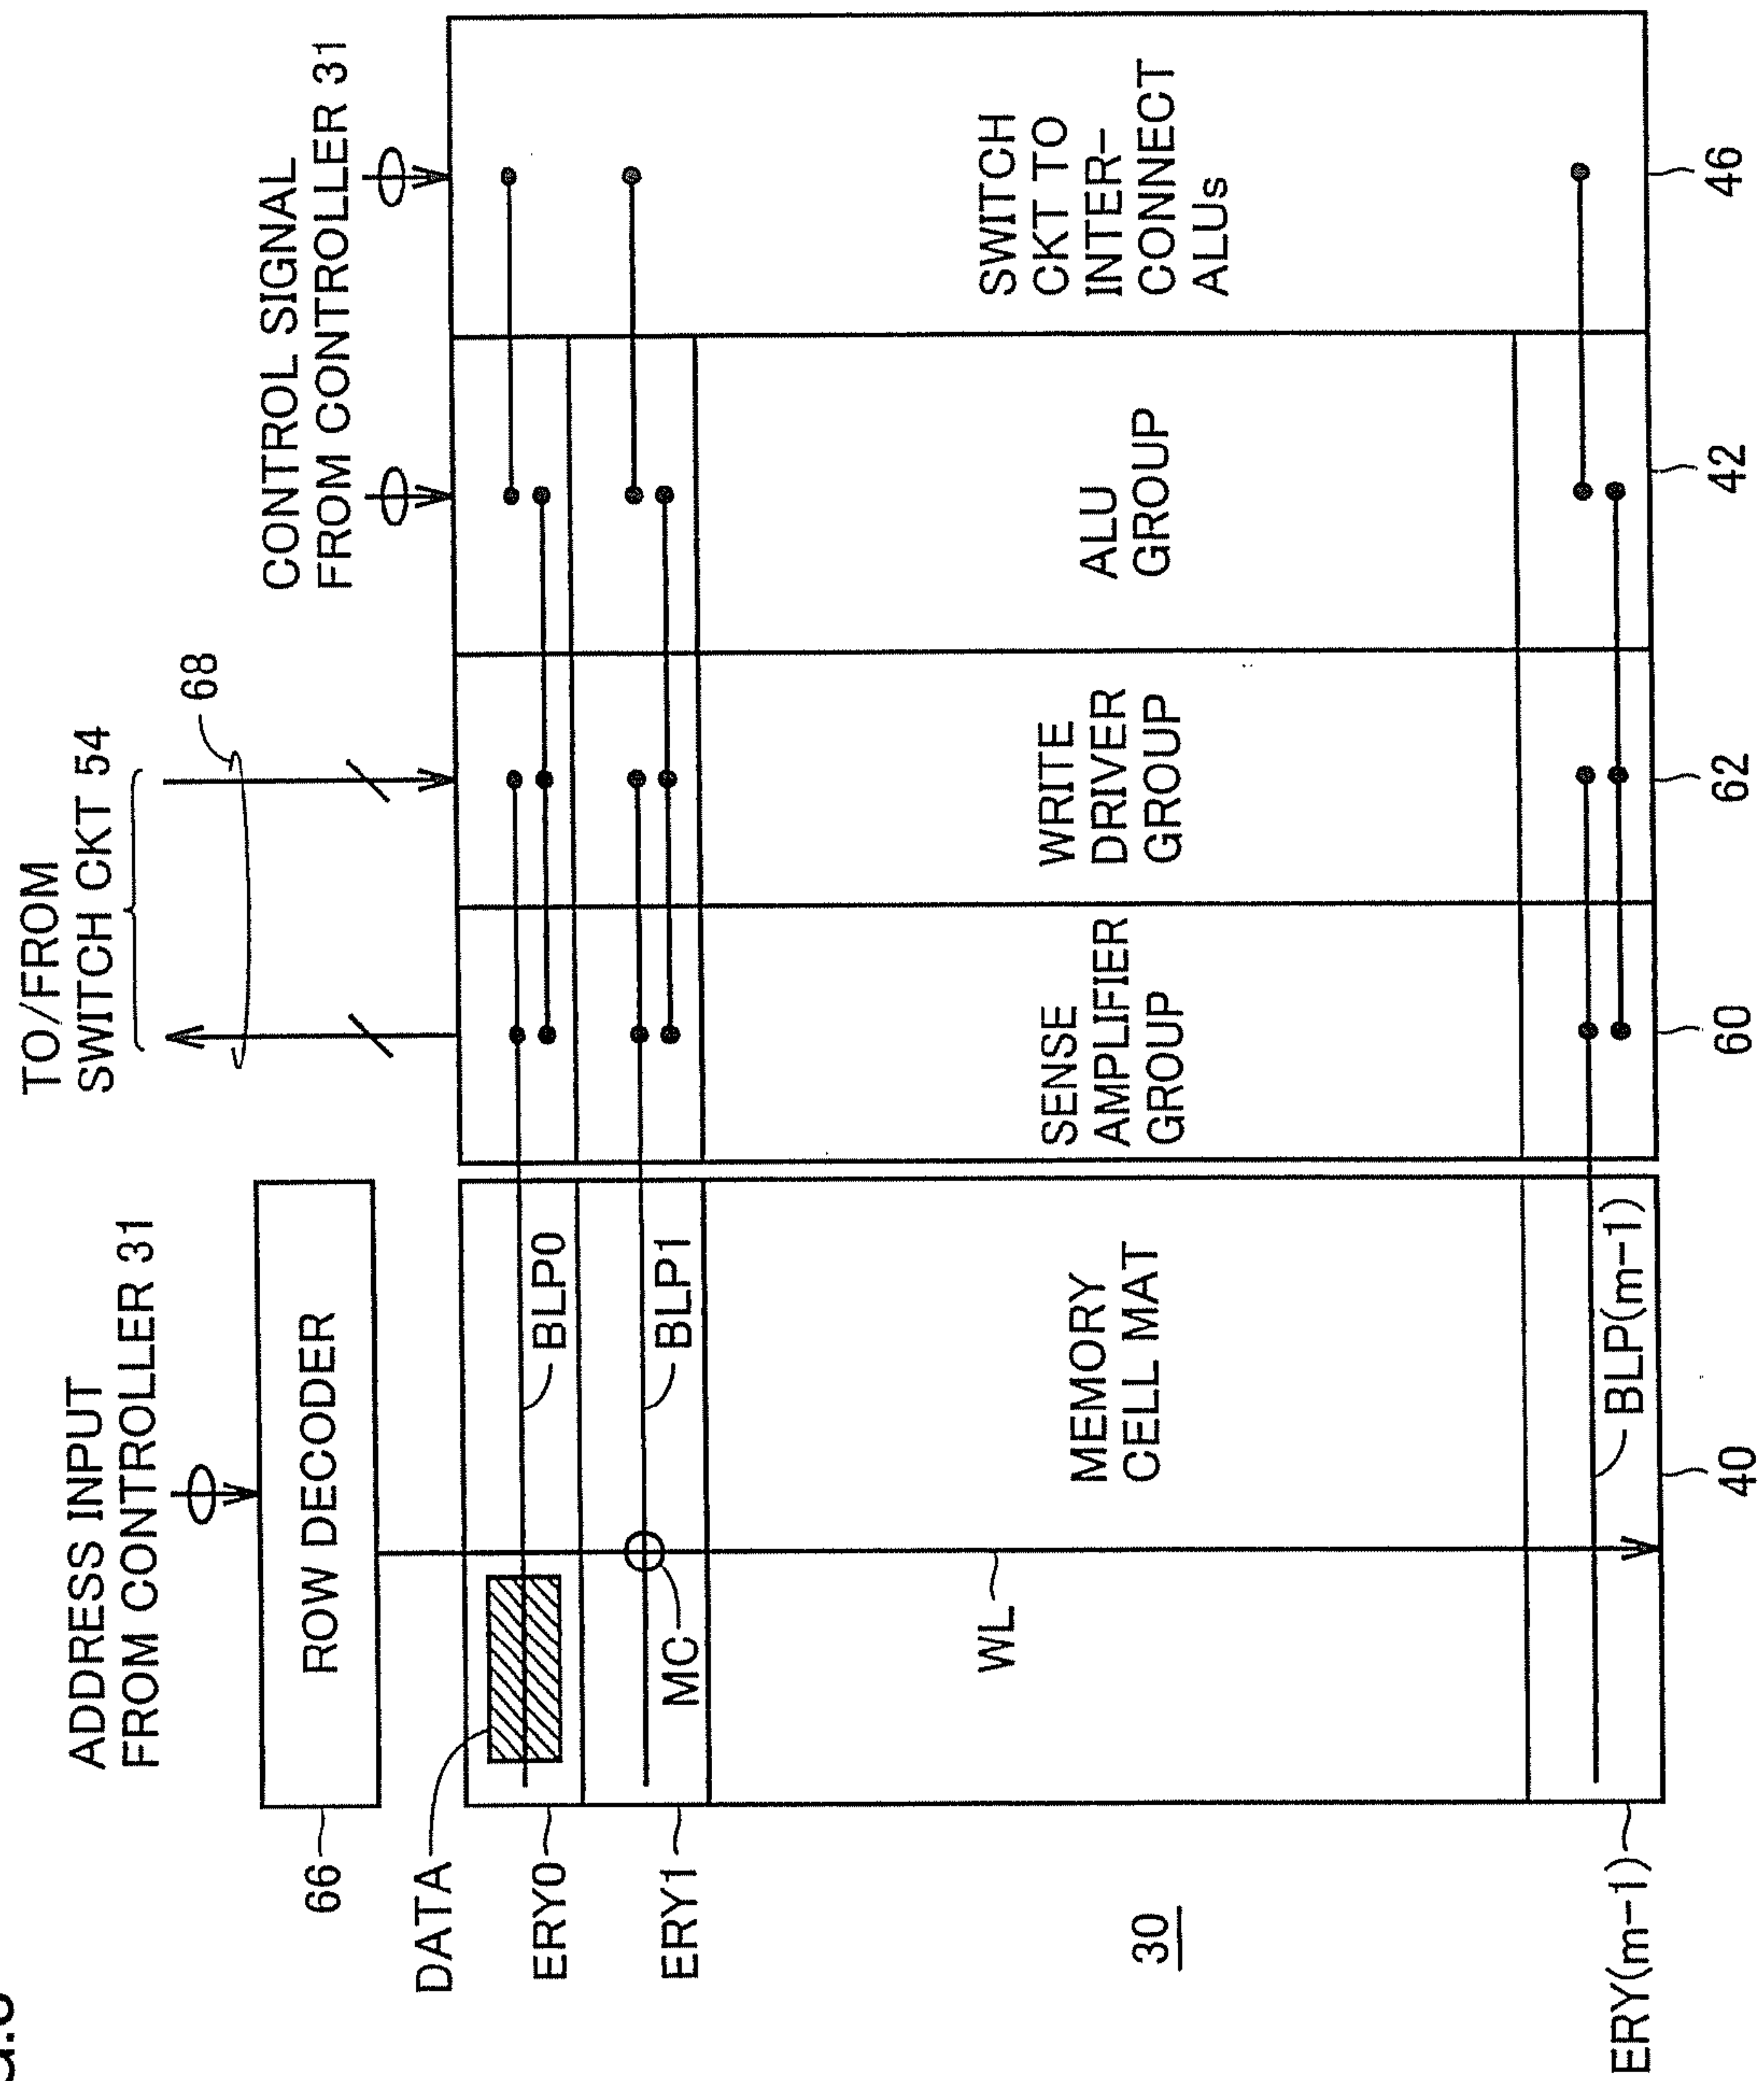 ADDRESS INPUT
FROM CONTROLLER 31
TO/FROM
SWITCH CKT 54
68
CONTROL SIGNAL
FROM CONTROLLER 31
66
ROW DECODER
DATA
ERY0
BLP0
ERY1
MC
BLP1
WL
MEMORY
CELL MAT
SENSE
AMPLIFIER
GROUP
WRITE
DRIVER
GROUP
ALU
GROUP
SWITCH
CKT TO
INTER-
CONNECT
ALUs
30
ERY(m-1)
BLP(m-1)
40
60
62
42
46